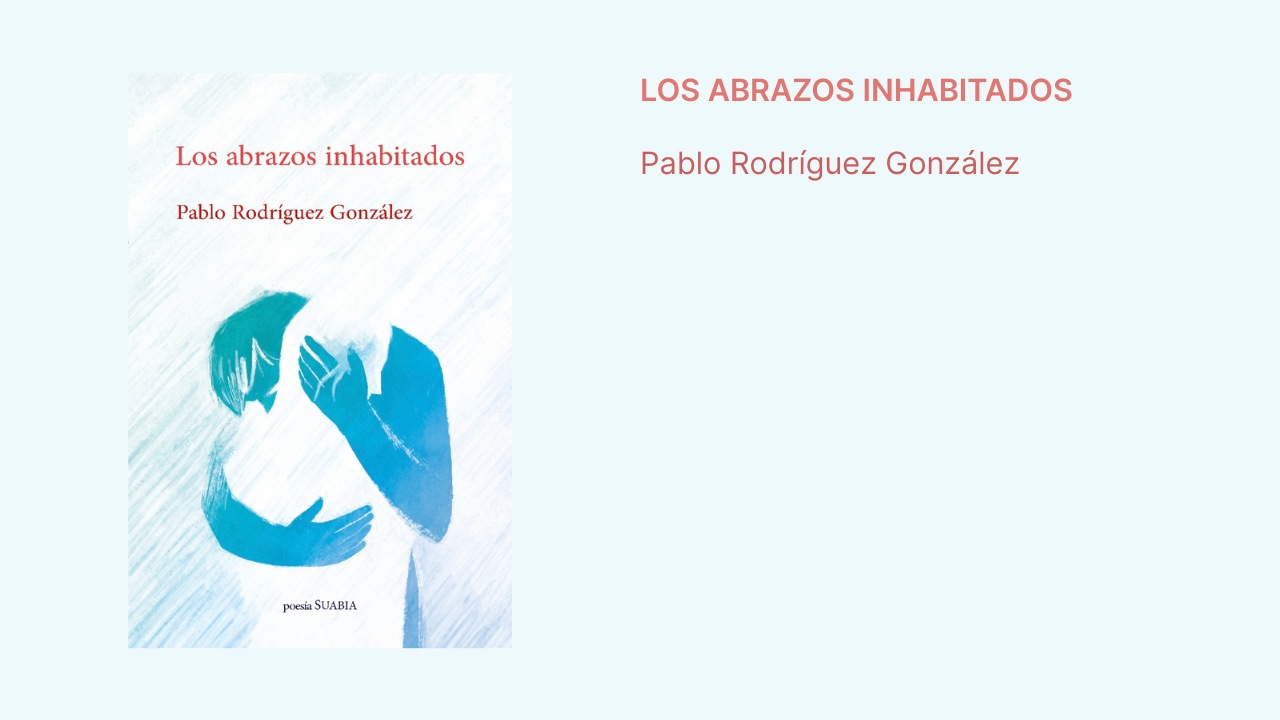 Los abrazos inhabitados
Pablo Rodríguez González
poesía SUABIA
LOS ABRAZOS INHABITADOS
Pablo Rodríguez González